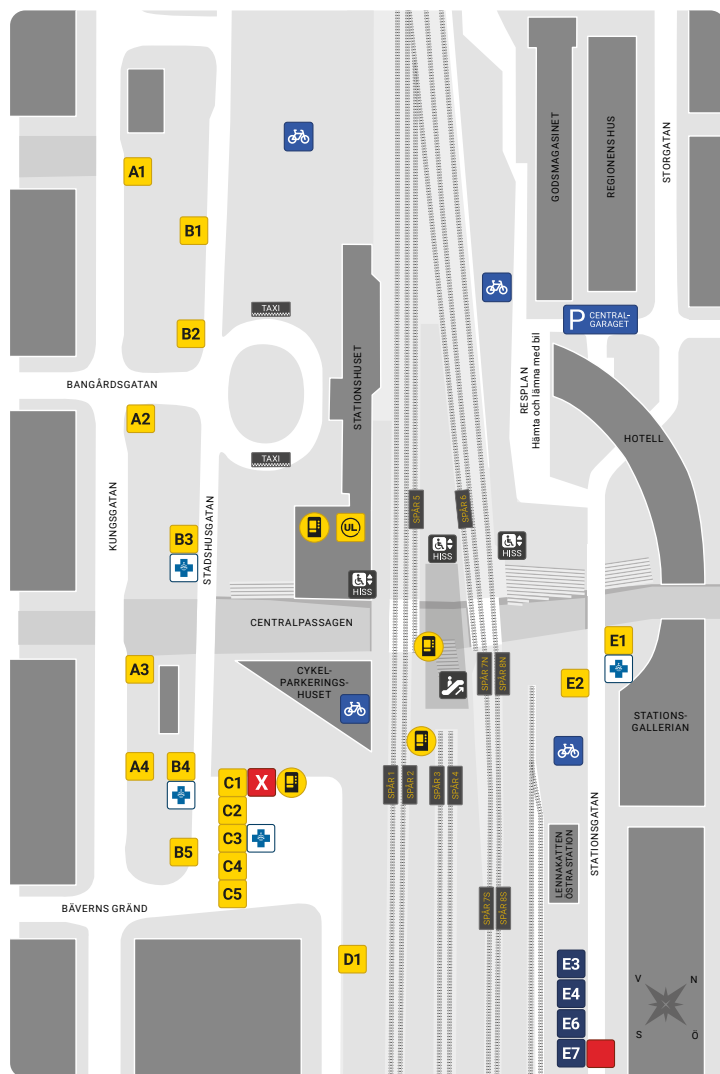 GODSMAGASINET
REGIONENS HUS
STORGATAN
A1
B1
TAXI
P CENTRAL-
GARAGET
B2
BANGÅRDSGATAN
STATIONSHUSET
RESPLAN
Hämta och lämna med bil
A2
HOTELL
TAXI
KUNGSGATAN
STADSHUSGATAN
SPÅR 5
SPÅR 6
B3
UL
HISS
HISS
HISS
CENTRALPASSAGEN
E1
A3
CYKEL-
PARKERINGS-
HUSET
SPÅR 7N
SPÅR 8N
E2
STATIONS-
GALLERIAN
A4
B4
C1
X
SPÅR 1
SPÅR 2
SPÅR 3
SPÅR 4
C2
C3
B5
C4
C5
STATIONSGATAN
LENNAKATTEN
ÖSTRA STATION
BÄVERNS GRÄND
SPÅR 7S
SPÅR 8S
D1
E3
E4
E6
E7
V
N
S
Ö